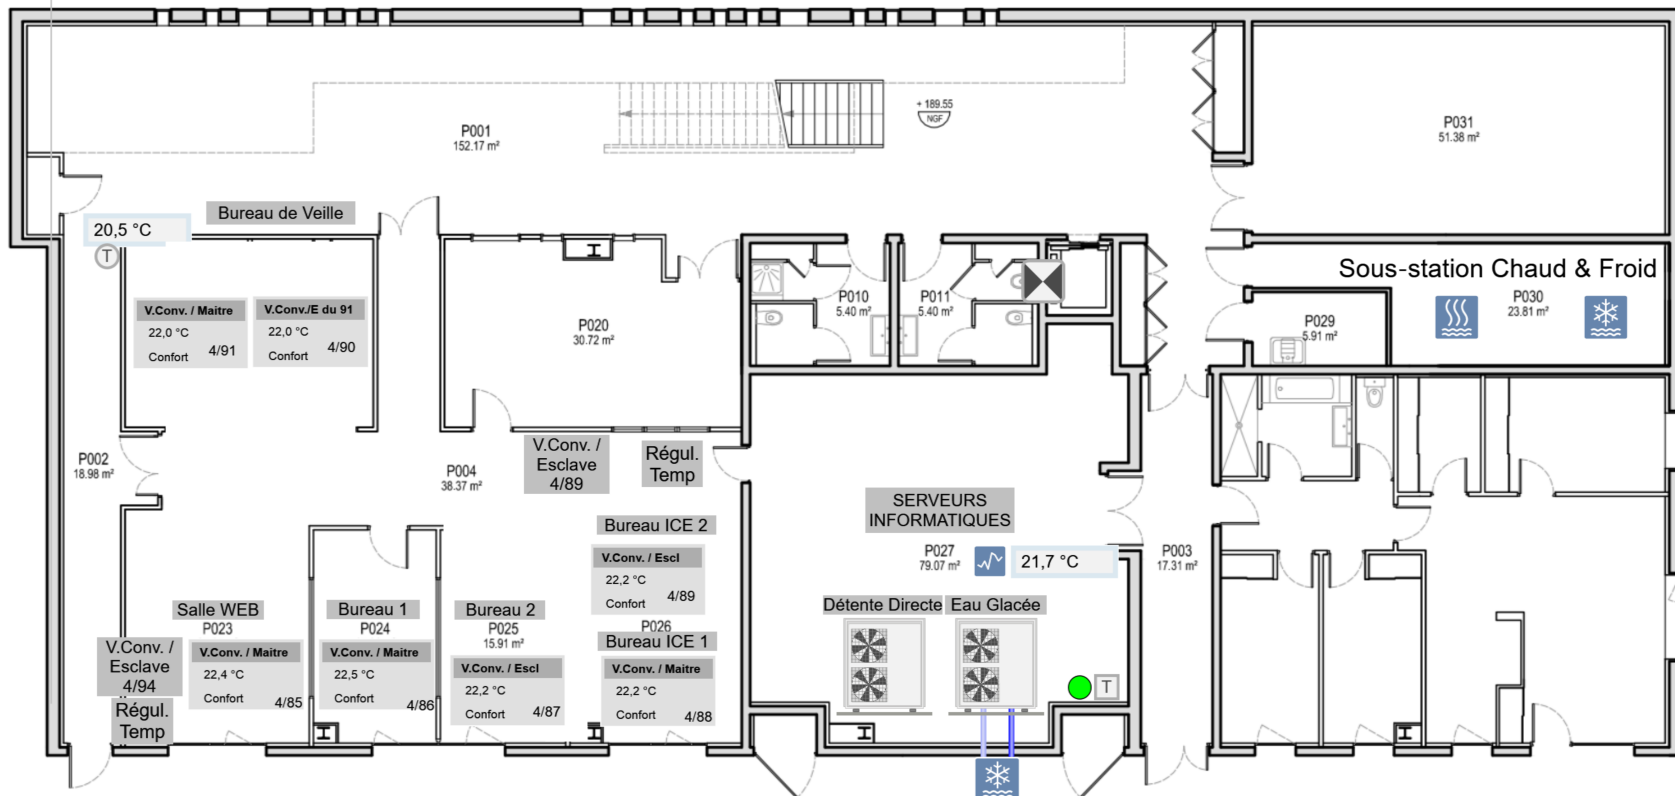 + 189.55
NGF
P001
152.17 m²
P031
51.38 m²
Bureau de Veille
20,5 °C
T
Sous-station Chaud & Froid
P030
23.81 m²
P010
5.40 m²
P011
5.40 m²
P029
5.91 m²
V.Conv. / Maitre
22,0 °C
Confort
4/91
V.Conv./E du 91
22,0 °C
Confort
4/90
P020
30.72 m²
P002
18.98 m²
P004
38.37 m²
V.Conv. /
Esclave
4/89
Régul.
Temp
SERVEURS
INFORMATIQUES
P027
79.07 m²
21,7 °C
P003
17.31 m²
Bureau ICE 2
V.Conv. / Escl
22,2 °C
Confort
4/89
P026
Bureau ICE 1
V.Conv. / Maitre
22,2 °C
Confort
4/88
Salle WEB
P023
V.Conv. / Maitre
22,4 °C
Confort
4/85
Bureau 1
P024
V.Conv. / Maitre
22,5 °C
Confort
4/86
Bureau 2
P025
15.91 m²
V.Conv. / Escl
22,2 °C
Confort
4/87
V.Conv. /
Esclave
4/94
Régul.
Temp
Détente Directe
Eau Glacée
T